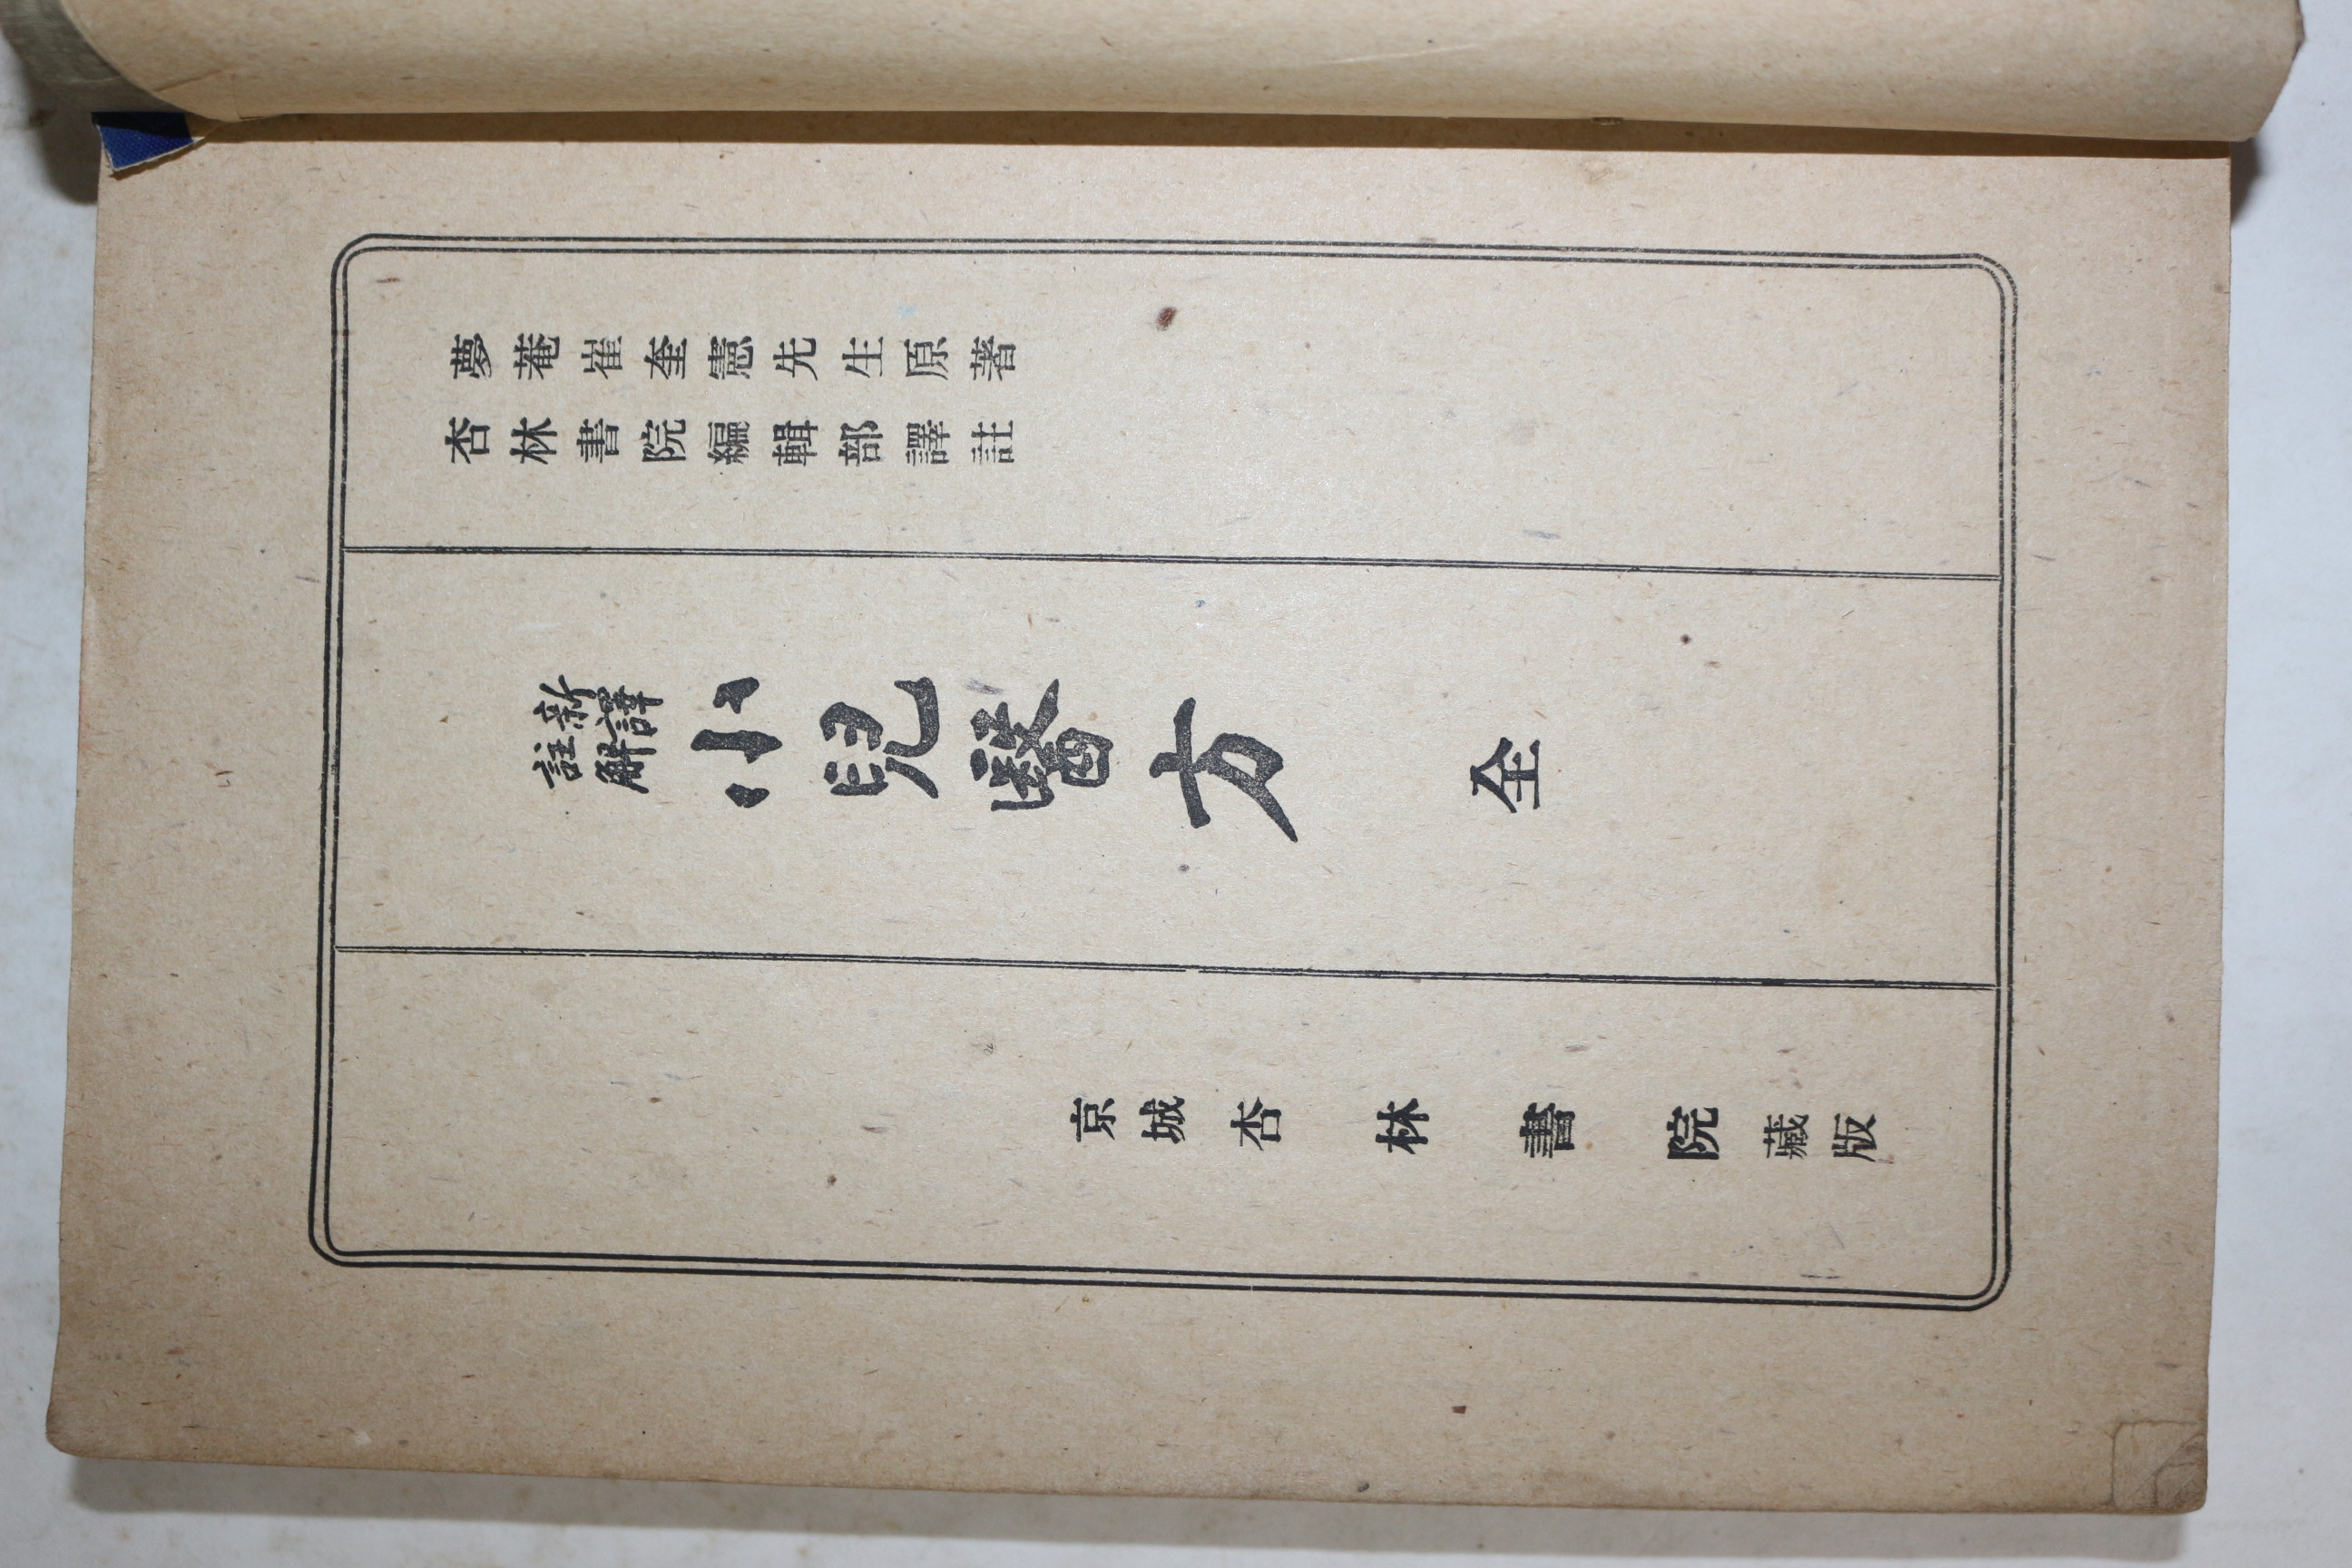 夢菴崔奎憲先生原著
杏林書院編輯部譯註
新譯
註解
小兒醫方 全
京城杏林書院藏版